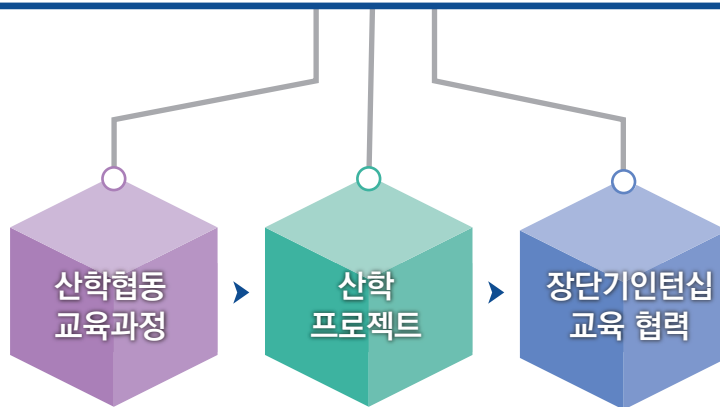 산학협동
교육과정
산학
프로젝트
장단기인턴십
교육 협력